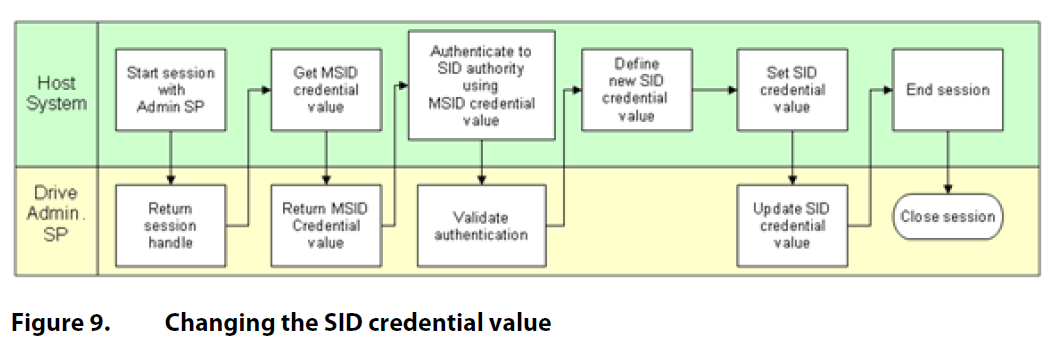 Host
System
Start session
with
Admin SP
Get MSID
credential
value
Authenticate to
SID authority
using
MSID credential
value
Define
new SID
credential
value
Set SID
credential
value
End session
Drive
Admin.
SP
Return
session
handle
Return MSID
Credential
value
Validate
authentication
Update SID
credential
value
Close session
Figure 9. Changing the SID credential value